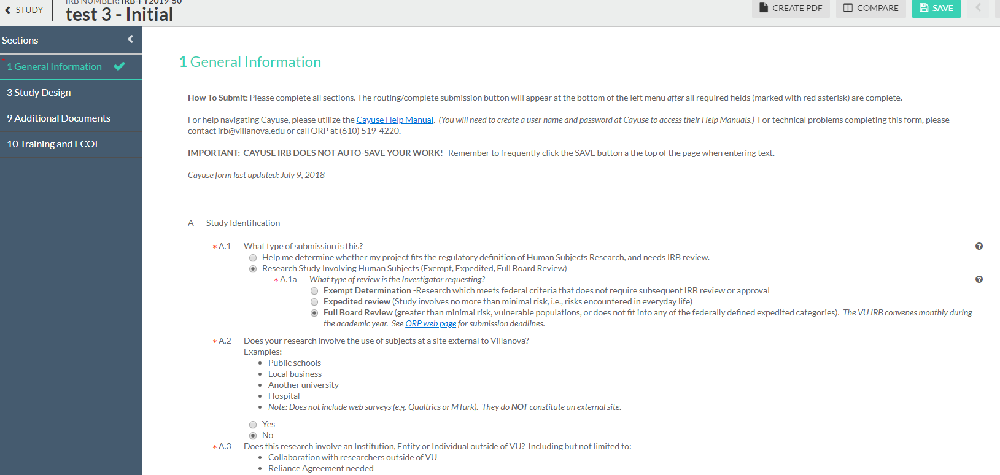 STUDY
IRB NUMBER: IRB-FY2019-50
test 3 - Initial
CREATE PDF
COMPARE
SAVE
Sections
1 General Information
3 Study Design
9 Additional Documents
10 Training and FCOI
1 General Information
How To Submit: Please complete all sections. The routing/complete submission button will appear at the bottom of the left menu after all required fields (marked with red asterisk) are complete.
For help navigating Cayuse, please utilize the Cayuse Help Manual. (You will need to create a user name and password at Cayuse to access their Help Manuals.) For technical problems completing this form, please
contact irb@villanova.edu or call ORP at (610) 519-4220.
IMPORTANT: CAYUSE IRB DOES NOT AUTO-SAVE YOUR WORK! Remember to frequently click the SAVE button a the top of the page when entering text.
Cayuse form last updated: July 9, 2018
A Study Identification
* A.1 What type of submission is this?
Help me determine whether my project fits the regulatory definition of Human Subjects Research, and needs IRB review.
Research Study Involving Human Subjects (Exempt, Expedited, Full Board Review)
* A.1a What type of review is the Investigator requesting?
Exempt Determination -Research which meets federal criteria that does not require subsequent IRB review or approval
Expedited review (Study involves no more than minimal risk, i.e., risks encountered in everyday life)
Full Board Review (greater than minimal risk, vulnerable populations, or does not fit into any of the federally defined expedited categories). The VU IRB convenes monthly during
the academic year. See ORP web page for submission deadlines.
* A.2 Does your research involve the use of subjects at a site external to Villanova?
Examples:
• Public schools
• Local business
• Another university
• Hospital
• Note: Does not include web surveys (e.g. Qualtrics or MTurk). They do NOT constitute an external site.
Yes
No
* A.3 Does this research involve an Institution, Entity or Individual outside of VU? Including but not limited to:
• Collaboration with researchers outside of VU
• Reliance Agreement needed